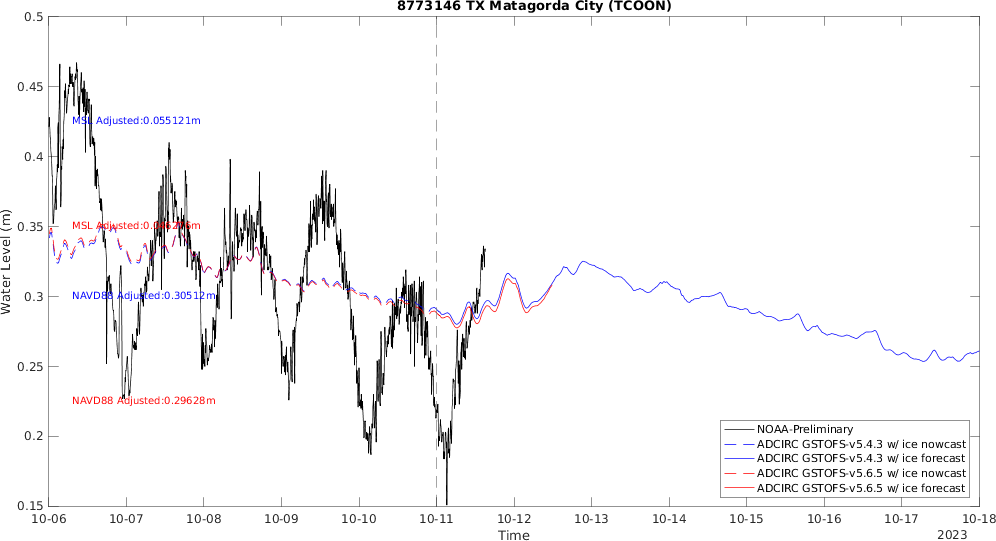 8773146 TX Matagorda City (TCOON)
0.5
0.45
MSL Adjusted:0.055121m
0.4
0.35
MSL Adjusted:
0.3
NAVD88 Adjusted:0.30512m
0.25
NAVD88 Adjusted:0.29628m
0.2
0.15
Water Level (m)
NOAA-Preliminary
ADCIRC GSTOFS-v5.4.3 w/ ice nowcast
ADCIRC GSTOFS-v5.4.3 w/ ice forecast
ADCIRC GSTOFS-v5.6.5 w/ ice nowcast
ADCIRC GSTOFS-v5.6.5 w/ ice forecast
10-06 10-07 10-08 10-09 10-10 10-11 10-12 10-13 10-14 10-15 10-16 10-17 10-18
Time
2023